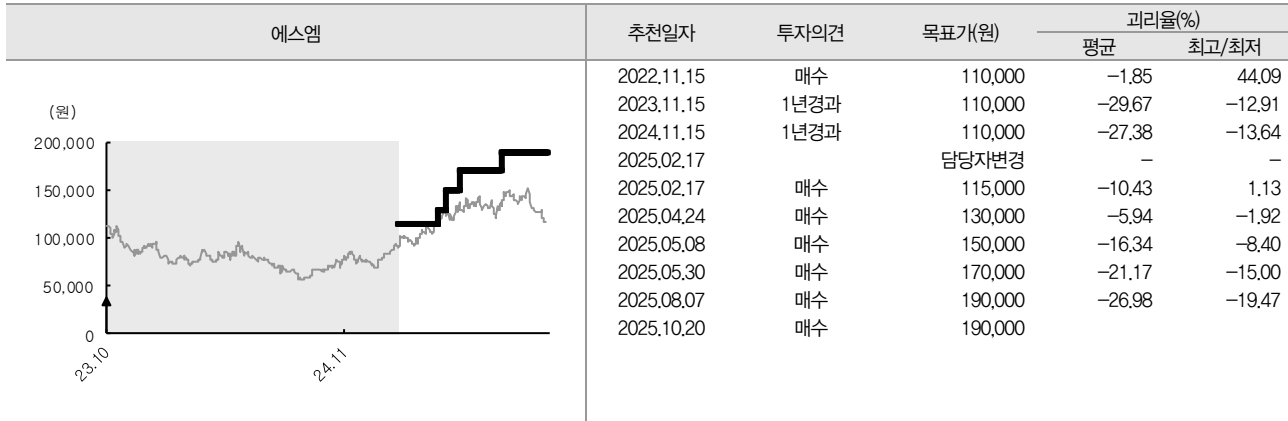 에스엠
추천일자 투자의견 목표가(원) 괴리율(%)
평균 최고/최저
(원)
200,000
150,000
100,000
50,000
0
23.10
24.11
2022.11.15 매수 110,000 -1.85 44.09
2023.11.15 1년경과 110,000 -29.67 -12.91
2024.11.15 1년경과 110,000 -27.38 -13.64
2025.02.17 담당자변경 - -
2025.02.17 매수 115,000 -10.43 1.13
2025.04.24 매수 130,000 -5.94 -1.92
2025.05.08 매수 150,000 -16.34 -8.40
2025.05.30 매수 170,000 -21.17 -15.00
2025.08.07 매수 190,000 -26.98 -19.47
2025.10.20 매수 190,000